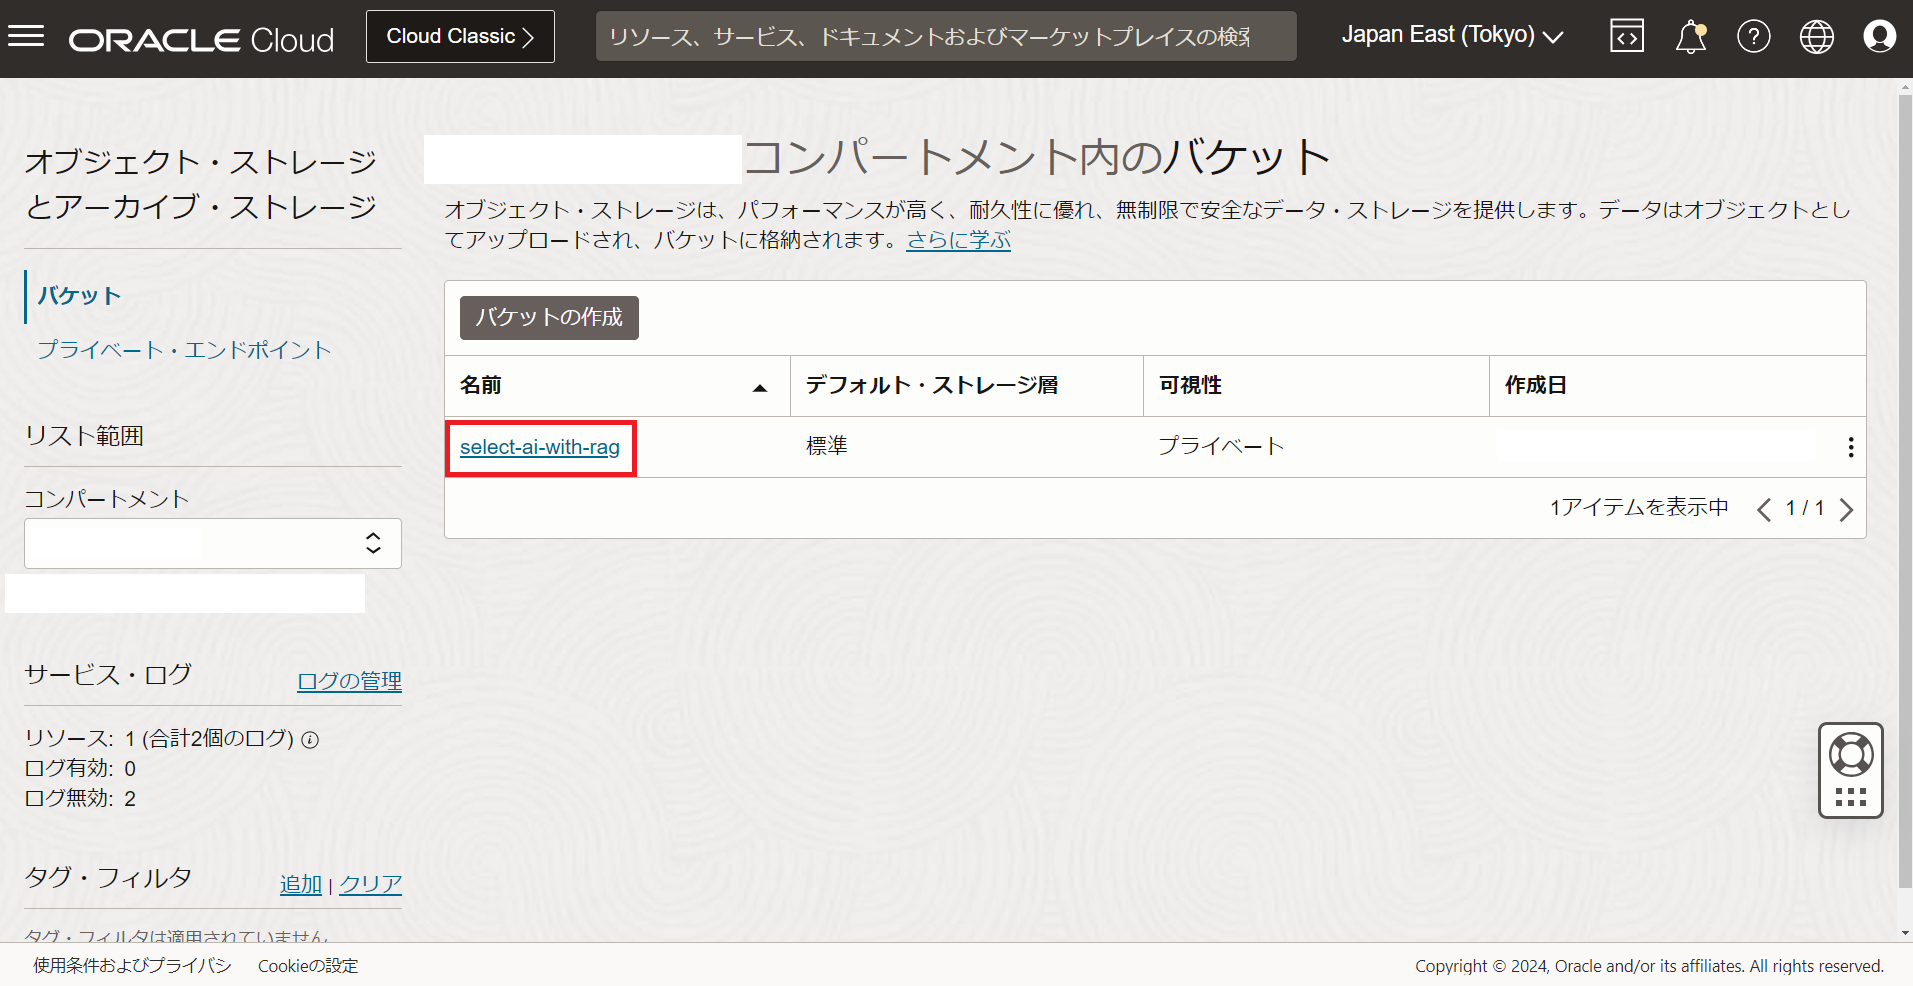 ORACLE Cloud
Cloud Classic
リソース、サービス、ドキュメントおよびマーケットプレイスの検索
Japan East (Tokyo)
オブジェクト・ストレージ
とアーカイブ・ストレージ
バケット
プライベート・エンドポイント
リスト範囲
コンパートメント
サービス・ログ
ログの管理
リソース: 1 (合計2個のログ)
ログ有効: 0
ログ無効: 2
タグ・フィルタ
追加 | クリア
タグ・フィルタは適用されていません
コンパートメント内のバケット
オブジェクト・ストレージは、パフォーマンスが高く、耐久性に優れ、無制限で安全なデータ・ストレージを提供します。データはオブジェクトとし
てアップロードされ、バケットに格納されます。さらに学ぶ
バケットの作成
名前 デフォルト・ストレージ層 可視性 作成日
select-ai-with-rag 標準 プライベート
1アイテムを表示中 1 / 1
使用条件およびプライバシ Cookieの設定
Copyright © 2024, Oracle and/or its affiliates. All rights reserved.